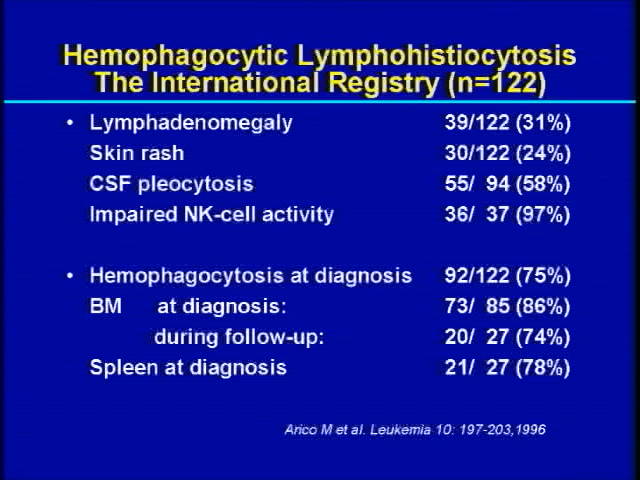 Hemophagocytic Lymphohistiocytosis
The International Registry (n=122)
• Lymphadenomegaly 39/122 (31%)
Skin rash 30/122 (24%)
CSF pleocytosis 55/ 94 (58%)
Impaired NK-cell activity 36/ 37 (97%)
• Hemophagocytosis at diagnosis 92/122 (75%)
BM at diagnosis: 73/ 85 (86%)
during follow-up: 20/ 27 (74%)
Spleen at diagnosis 21/ 27 (78%)
Arico M et al. Leukemia 10: 197-203,1996